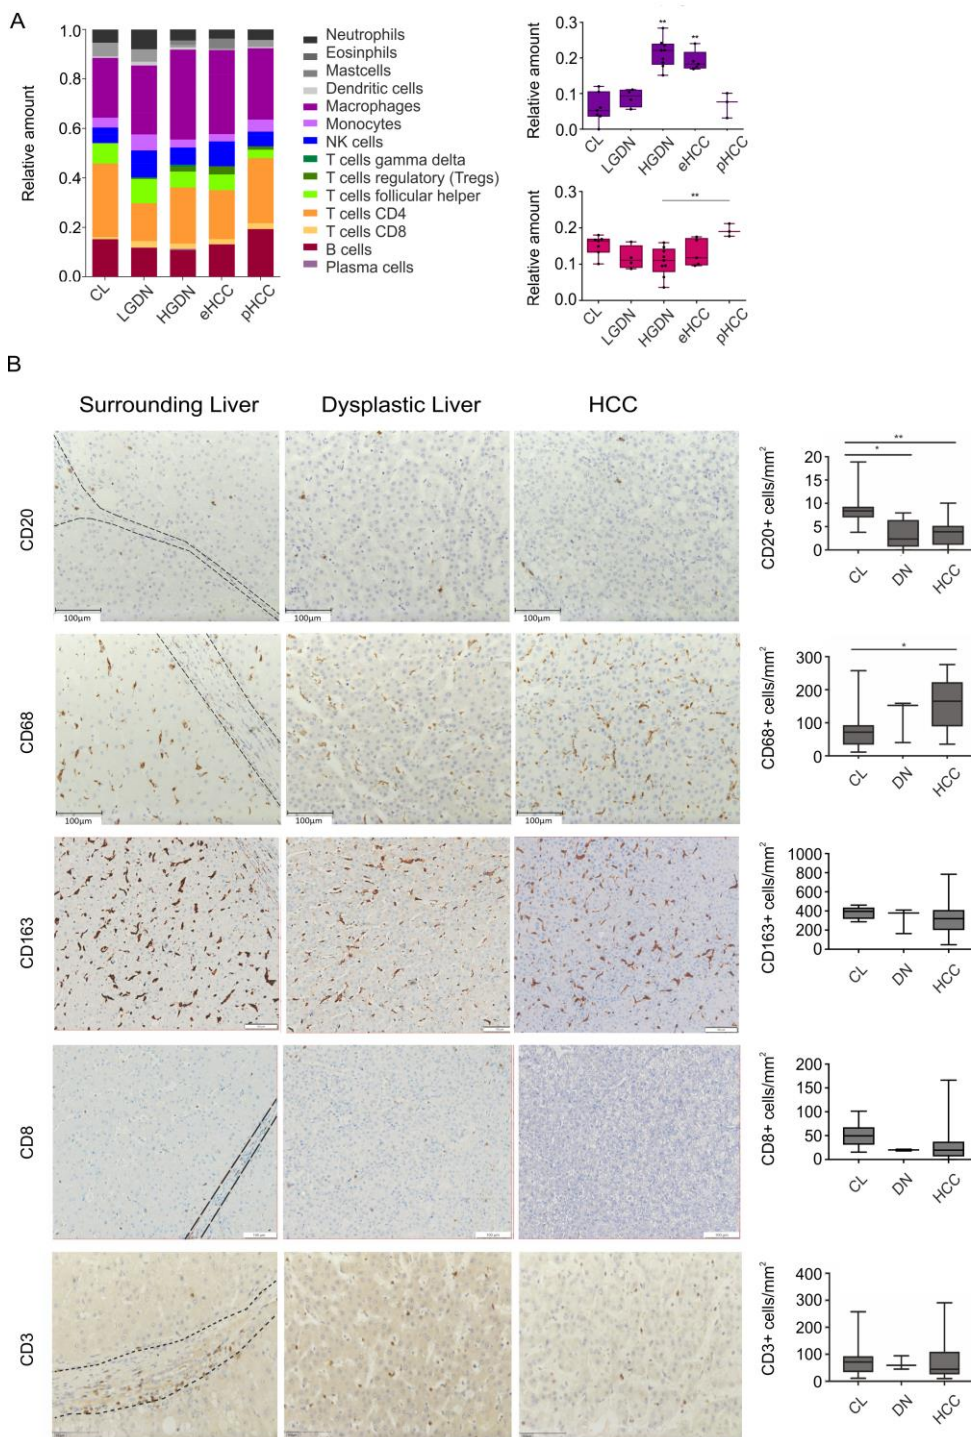 A
Relative amount
1.0
0.8
0.6
0.4
0.2
0.0
CL
LGDN
HGDN
eHCC
pHCC
Neutrophils
Eosinphils
Mastcells
Dendritic cells
Macrophages
Monocytes
NK cells
T cells gamma delta
T cells regulatory (Tregs)
T cells follicular helper
T cells CD4
T cells CD8
B cells
Plasma cells
Relative amount
0.3
0.2
0.1
0.0
**
**
CL
LGDN
HGDN
eHCC
pHCC
Relative amount
0.3
0.2
0.1
0.0
**
CL
LGDN
HGDN
eHCC
pHCC
B
Surrounding Liver
Dysplastic Liver
HCC
CD20
100µm
100µm
100µm
CD20+ cells/mm²
20
15
10
5
0
**
*
CL
DN
HCC
CD68
100µm
100µm
100µm
CD68+ cells/mm²
300
200
100
0
*
CL
DN
HCC
CD163
CD163+ cells/mm²
1000
800
600
400
200
0
CL
DN
HCC
CD8
CD8+ cells/mm²
200
150
100
50
0
CL
DN
HCC
CD3
CD3+ cells/mm²
400
300
200
100
0
CL
DN
HCC